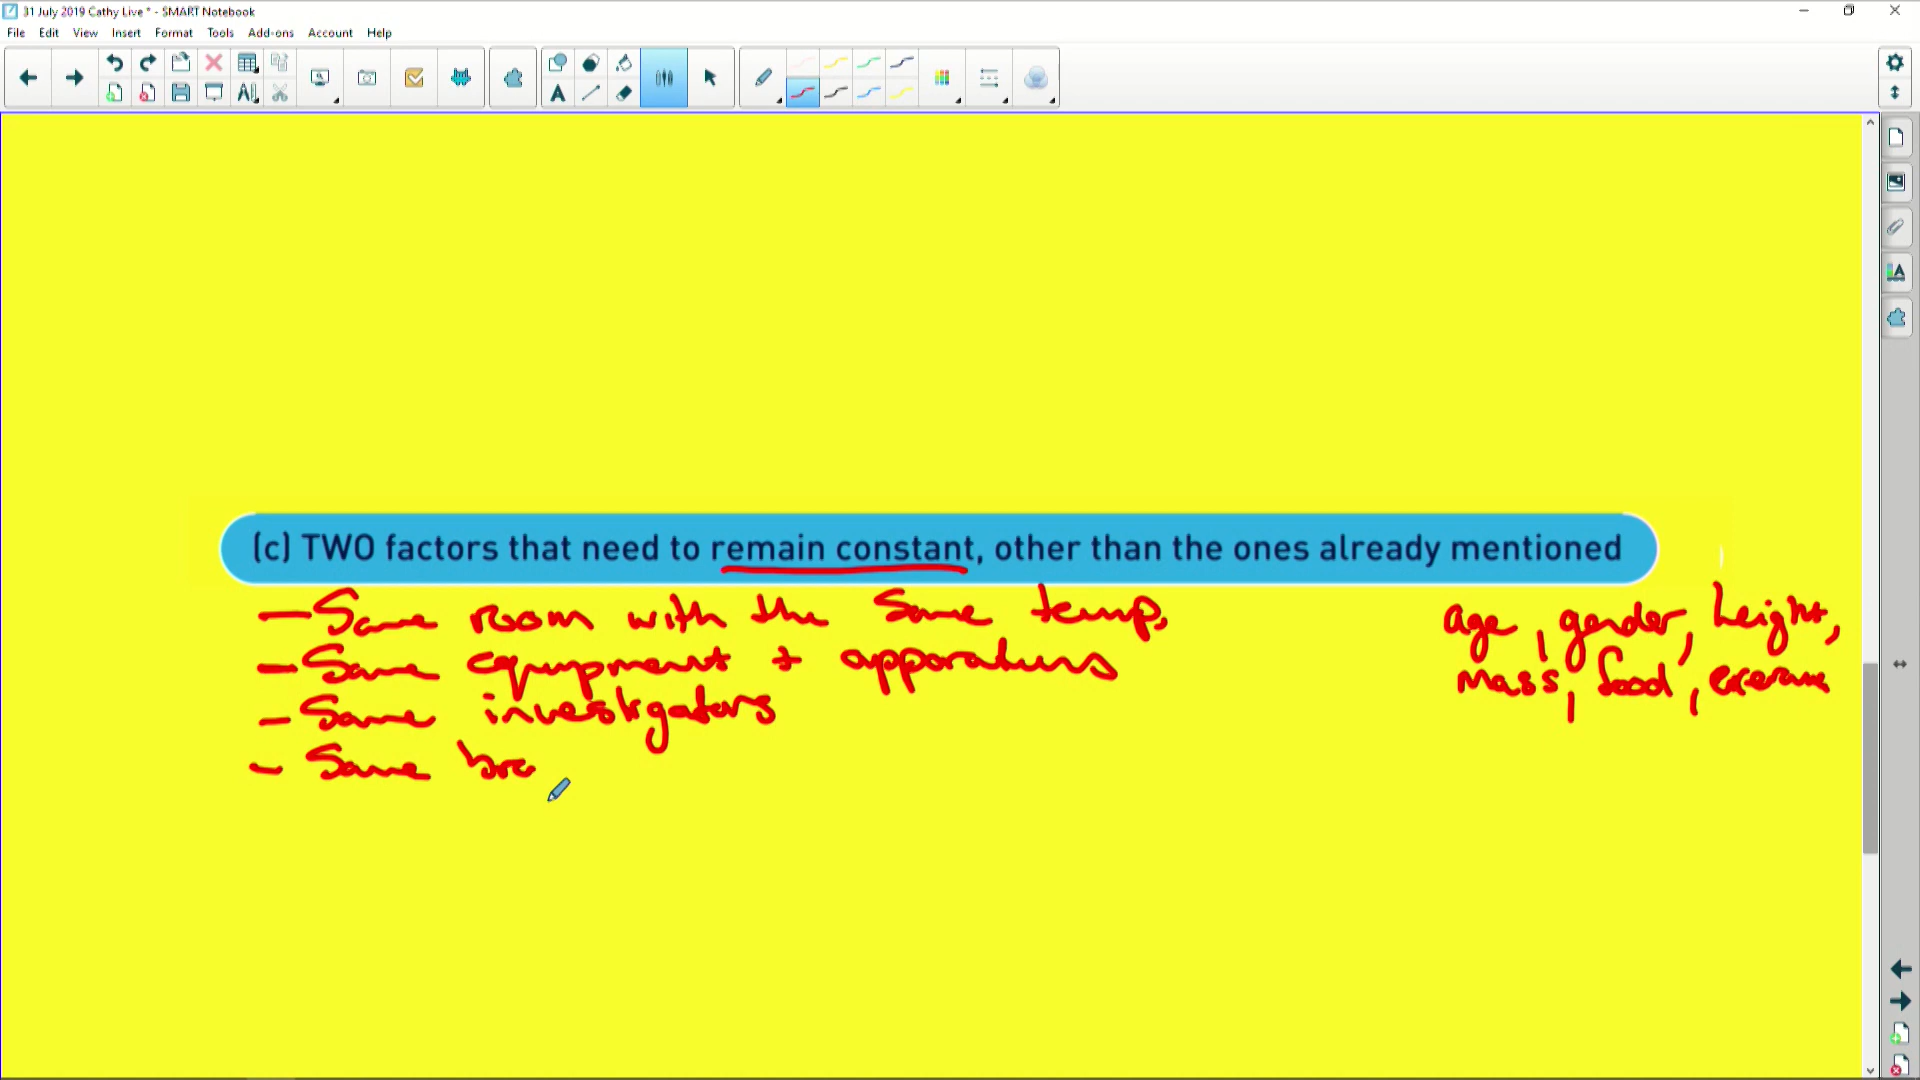 31 July 2019 Cathy Live * - SMART Notebook
File Edit View Insert Format Tools Add-ons Account Help
(c) TWO factors that need to remain constant, other than the ones already mentioned
— Same room with the same temp,
— Same equipment + apparatus
— Same investigators
— Same bra
age, gender, height,
mass, food, exercise